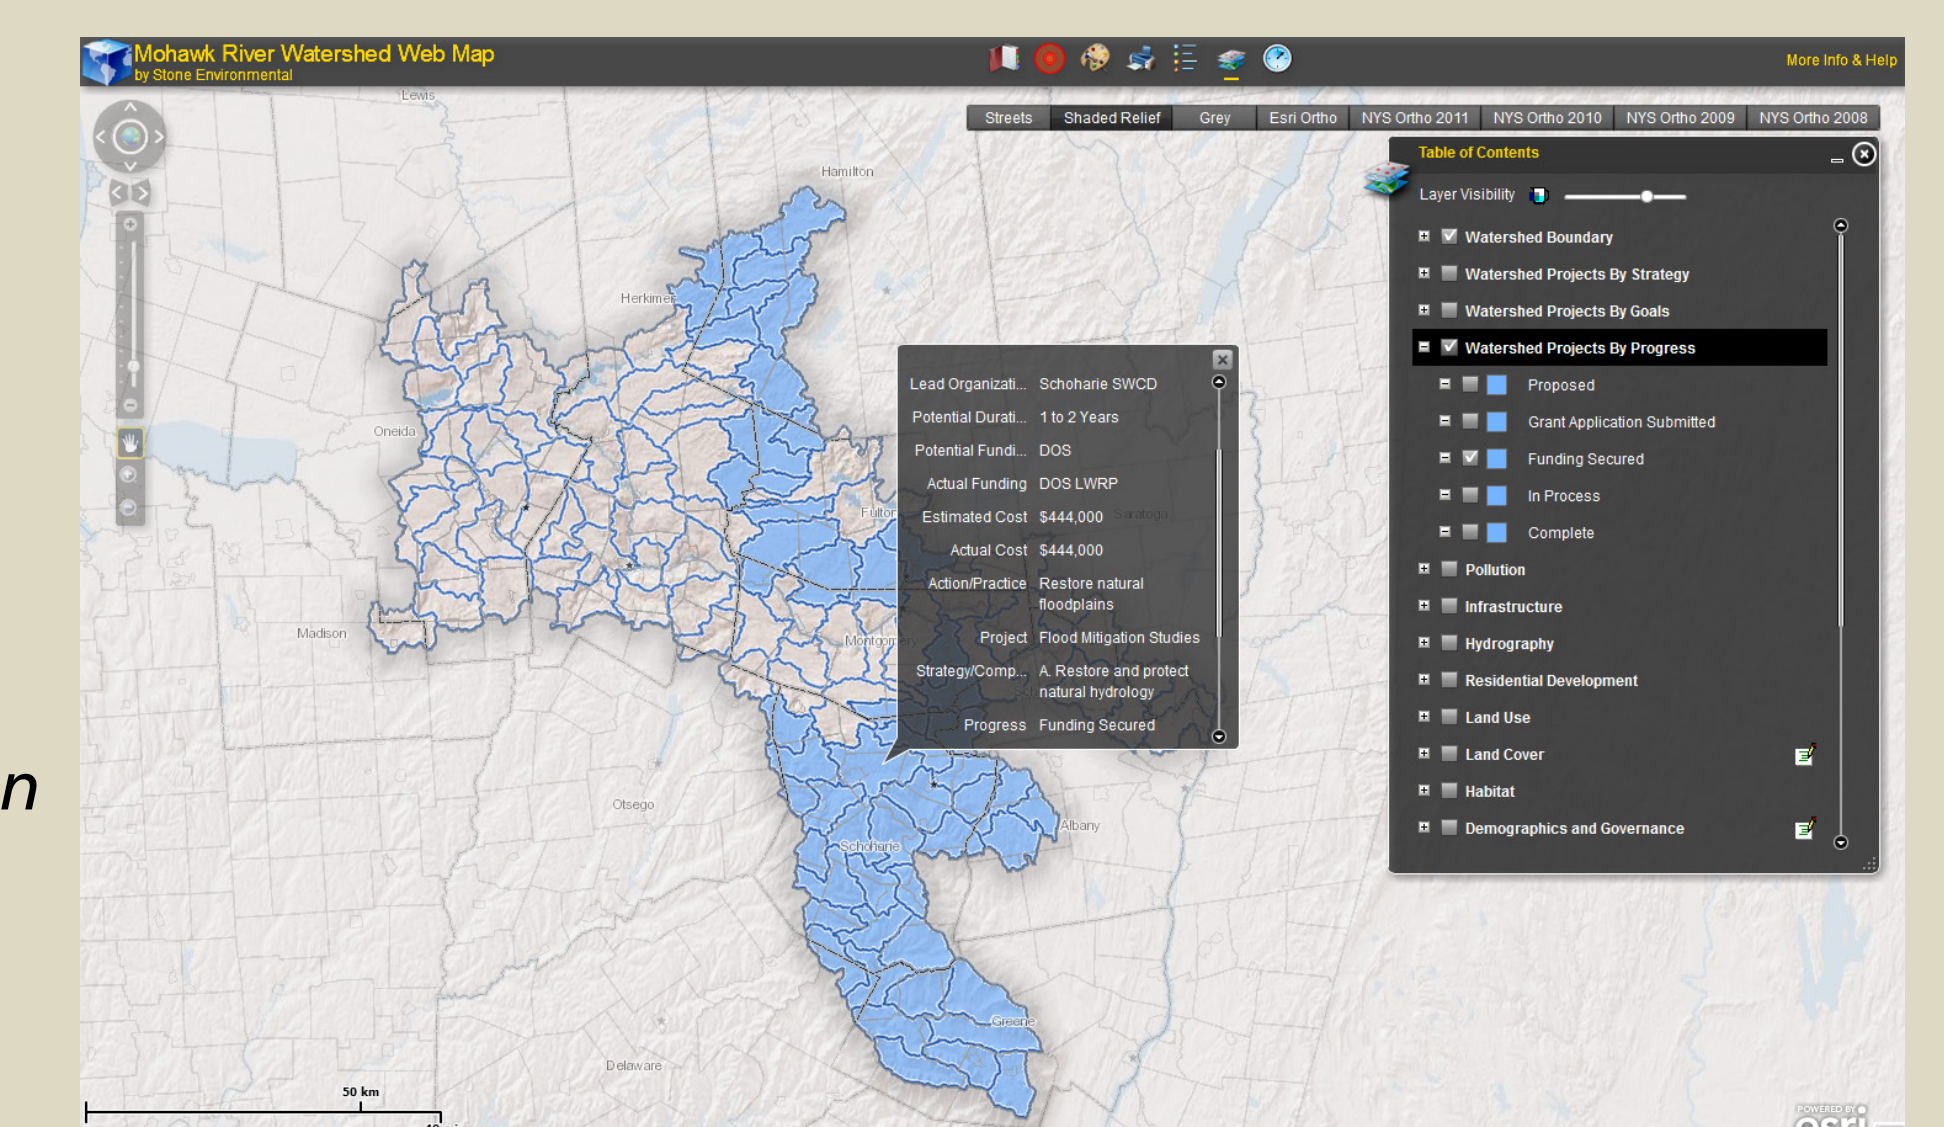 Mohawk River Watershed Web Map
by Stone Environmental
More Info & Help
Streets Shaded Relief Grey Esri Ortho NYS Ortho 2011 NYS Ortho 2010 NYS Ortho 2009 NYS Ortho 2008
Table of Contents
Layer Visibility
Watershed Boundary
Watershed Projects By Strategy
Watershed Projects By Goals
Watershed Projects By Progress
Proposed
Grant Application Submitted
Funding Secured
In Process
Complete
Pollution
Infrastructure
Hydrography
Residential Development
Land Use
Land Cover
Habitat
Demographics and Governance
Lead Organizati... Schoharie SWCD
Potential Durati... 1 to 2 Years
Potential Fundi... DOS
Actual Funding DOS LWRP
Estimated Cost $444,000
Actual Cost $444,000
Action/Practice Restore natural
floodplains
Project Flood Mitigation Studies
Strategy/Comp... A. Restore and protect
natural hydrology
Progress Funding Secured
Lewis
Hamilton
Herkimer
Oneida
Fulton
Saratoga
Madison
Otsego
Albany
Schoharie
Greene
Delaware
n
50 km
POWERED BY
esri